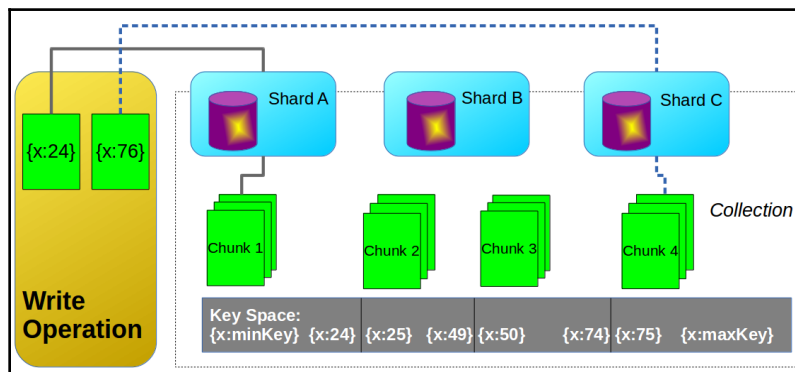 Shard A
Shard B
Shard C
{x:24}
{x:76}
Collection
Chunk 1
Chunk 2
Chunk 3
Chunk 4
Write
Operation
Key Space:
{x:minKey} {x:24} {x:25} {x:49} {x:50} {x:74} {x:75} {x:maxKey}